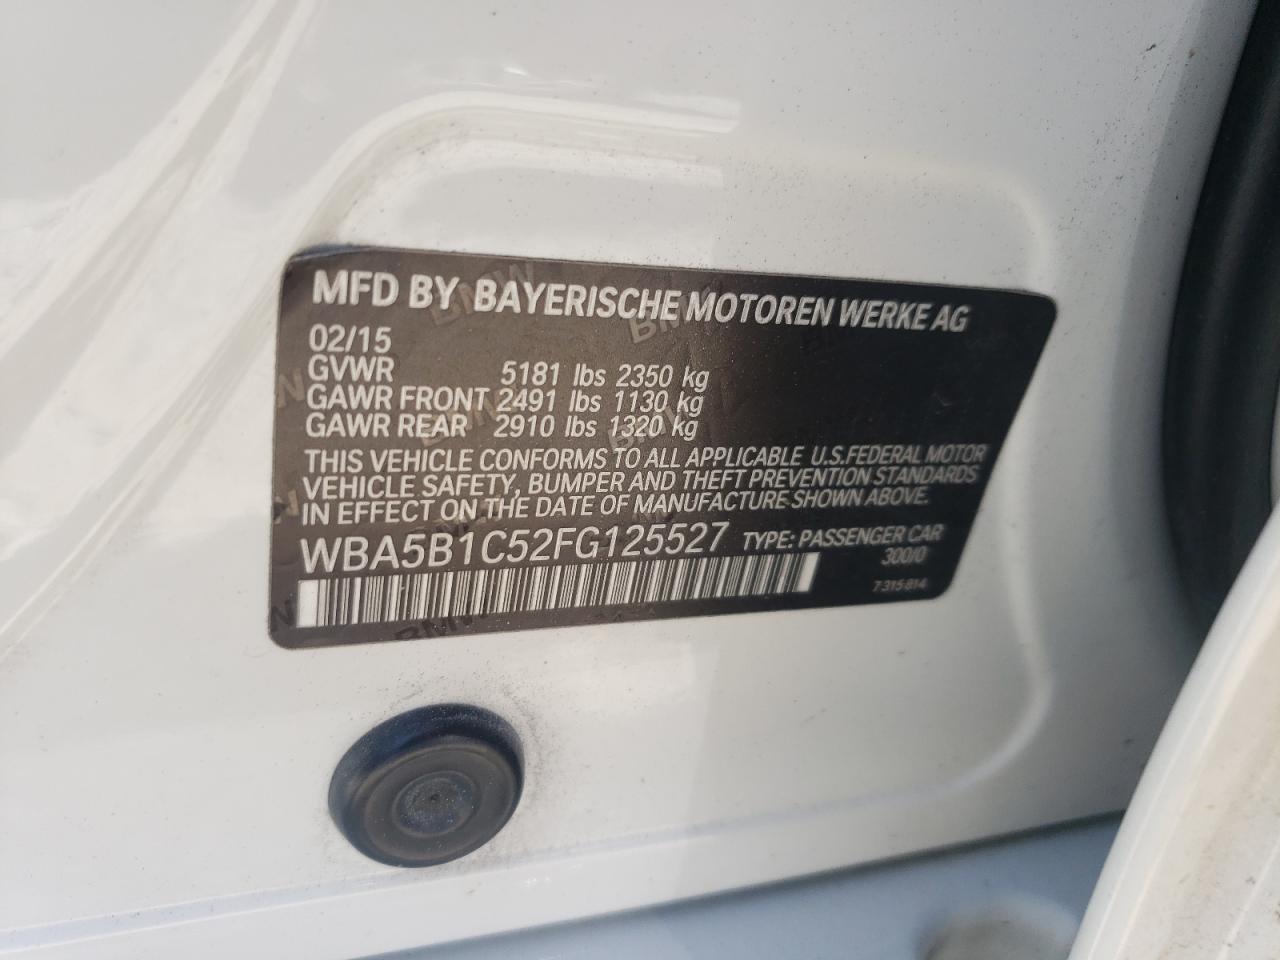 MFD BY BAYERISCHE MOTOREN WERKE AG
02/15
GVWR 5181 lbs 2350 kg
GAWR FRONT 2491 lbs 1130 kg
GAWR REAR 2910 lbs 1320 kg
THIS VEHICLE CONFORMS TO ALL APPLICABLE U.S.FEDERAL MOTOR
VEHICLE SAFETY, BUMPER AND THEFT PREVENTION STANDARDS
IN EFFECT ON THE DATE OF MANUFACTURE SHOWN ABOVE.
WBA5B1C52FG125527 TYPE: PASSENGER CAR
300/0
7 315 814